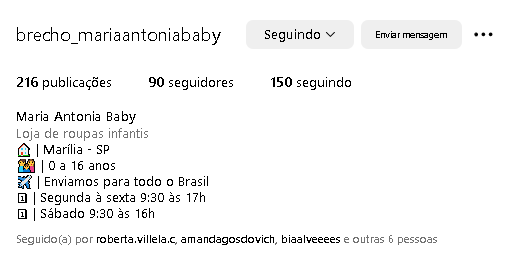 brecho_mariaantoniababy Seguindo Enviar mensagem
216 publicações 90 seguidores 150 seguindo
Maria Antonia Baby
Loja de roupas infantis
🏠 | Marília - SP
👨‍👩‍👧 | 0 a 16 anos
✈️ | Enviamos para todo o Brasil
🗓 | Segunda à sexta 9:30 às 17h
🗓 | Sábado 9:30 às 16h
Seguido(a) por roberta.villela.c, amandagosdovich, biaalveeees e outras 6 pessoas